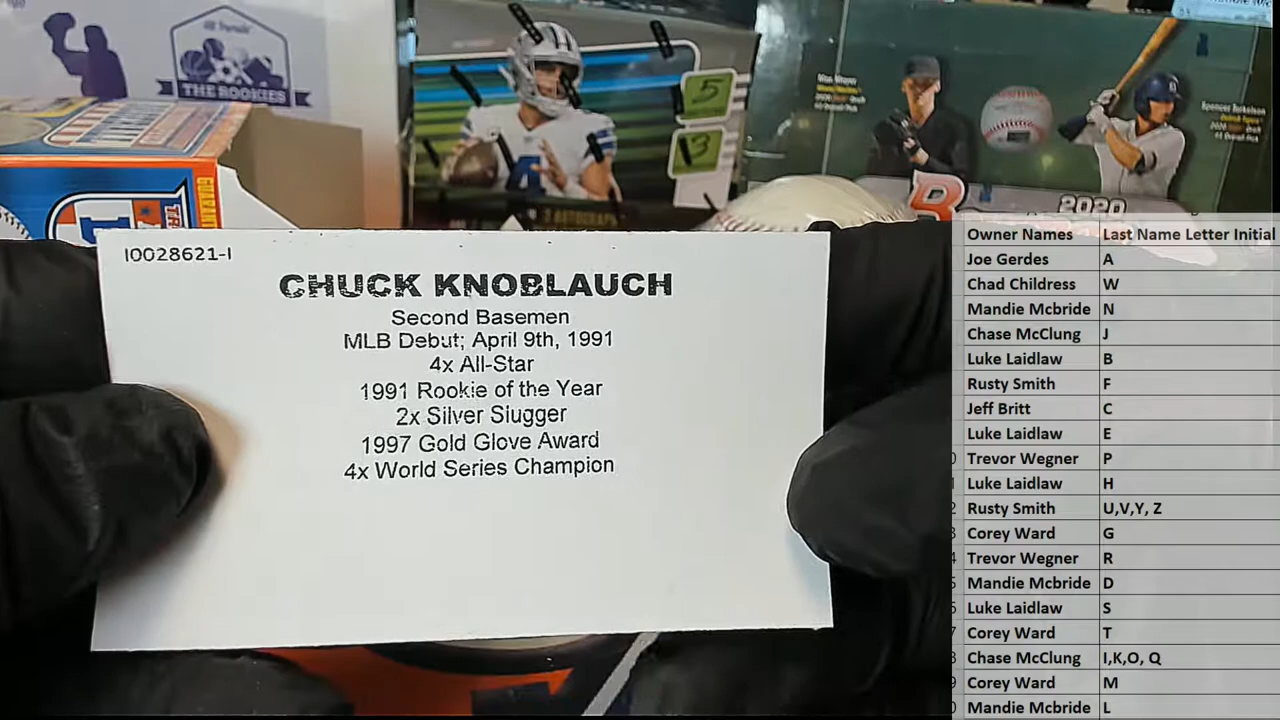 All Americans
THE ROOKIES
5
13
4
2020
I0028621-I
CHUCK KNOBLAUCH
Second Basemen
MLB Debut; April 9th, 1991
4x All-Star
1991 Rookie of the Year
2x Silver Slugger
1997 Gold Glove Award
4x World Series Champion
Owner Names Last Name Letter Initial
Joe Gerdes A
Chad Childress W
Mandie Mcbride N
Chase McClung J
Luke Laidlaw B
Rusty Smith F
Jeff Britt C
Luke Laidlaw E
Trevor Wegner P
Luke Laidlaw H
Rusty Smith U,V,Y, Z
Corey Ward G
Trevor Wegner R
Mandie Mcbride D
Luke Laidlaw S
Corey Ward T
Chase McClung I,K,O, Q
Corey Ward M
Mandie Mcbride L